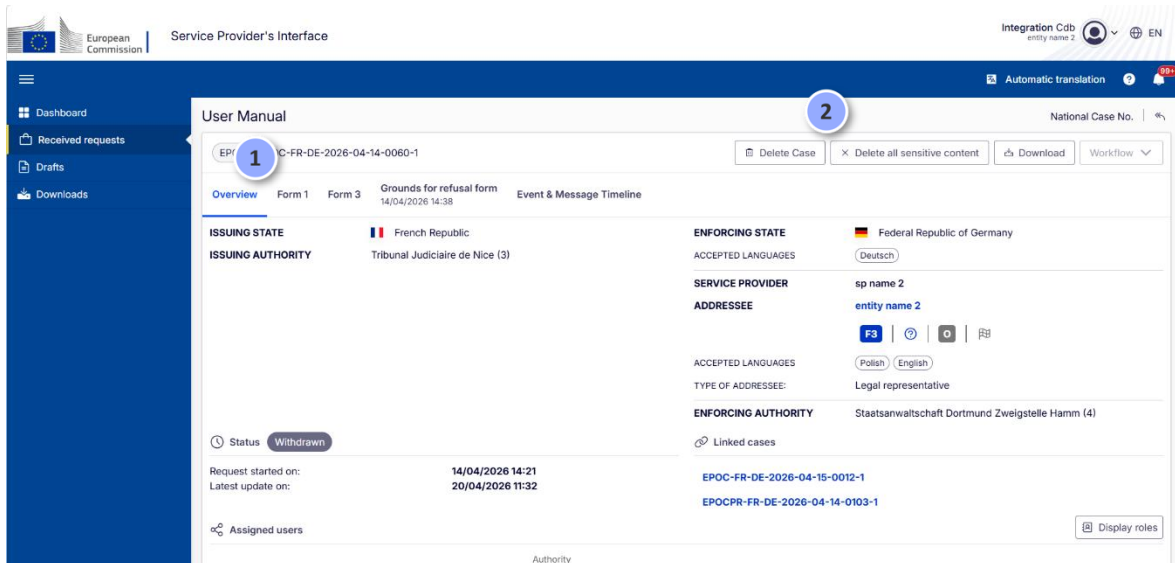 European
Commission
Service Provider's Interface
Integration Cdb
entity name 2
EN
Automatic translation
?
99+
Dashboard
Received requests
Drafts
Downloads
User Manual
2
National Case No.
1
C-FR-DE-2026-04-14-0060-1
Delete Case
Delete all sensitive content
Download
Workflow
Overview
Form 1
Form 3
Grounds for refusal form
14/04/2026 14:38
Event & Message Timeline
ISSUING STATE
French Republic
ISSUING AUTHORITY
Tribunal Judiciaire de Nice (3)
ENFORCING STATE
Federal Republic of Germany
ACCEPTED LANGUAGES
Deutsch
SERVICE PROVIDER
sp name 2
ADDRESSEE
entity name 2
F3
?
O
ACCEPTED LANGUAGES
Polish
English
TYPE OF ADDRESSEE:
Legal representative
ENFORCING AUTHORITY
Staatsanwaltschaft Dortmund Zweigstelle Hamm (4)
Status
Withdrawn
Request started on:
14/04/2026 14:21
Latest update on:
20/04/2026 11:32
Linked cases
EPOC-FR-DE-2026-04-15-0012-1
EPOCPR-FR-DE-2026-04-14-0103-1
Assigned users
Display roles
Authority